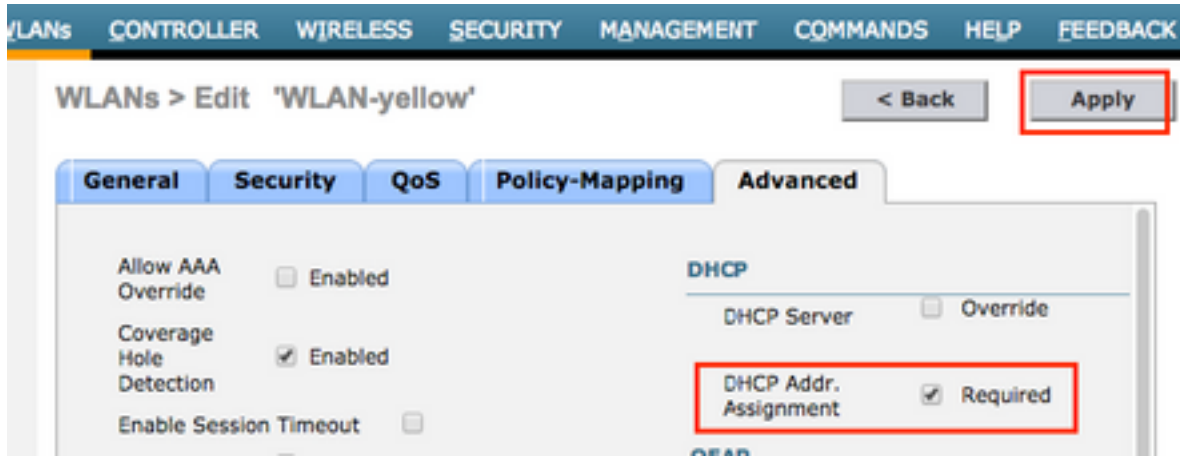 WLANs CONTROLLER WIRELESS SECURITY MANAGEMENT COMMANDS HELP FEEDBACK
WLANs > Edit 'WLAN-yellow'
< Back
Apply
General Security QoS Policy-Mapping Advanced
Allow AAA
Override
Enabled
Coverage
Hole
Detection
Enabled
Enable Session Timeout
DHCP
DHCP Server
Override
DHCP Addr.
Assignment
Required
OEAP